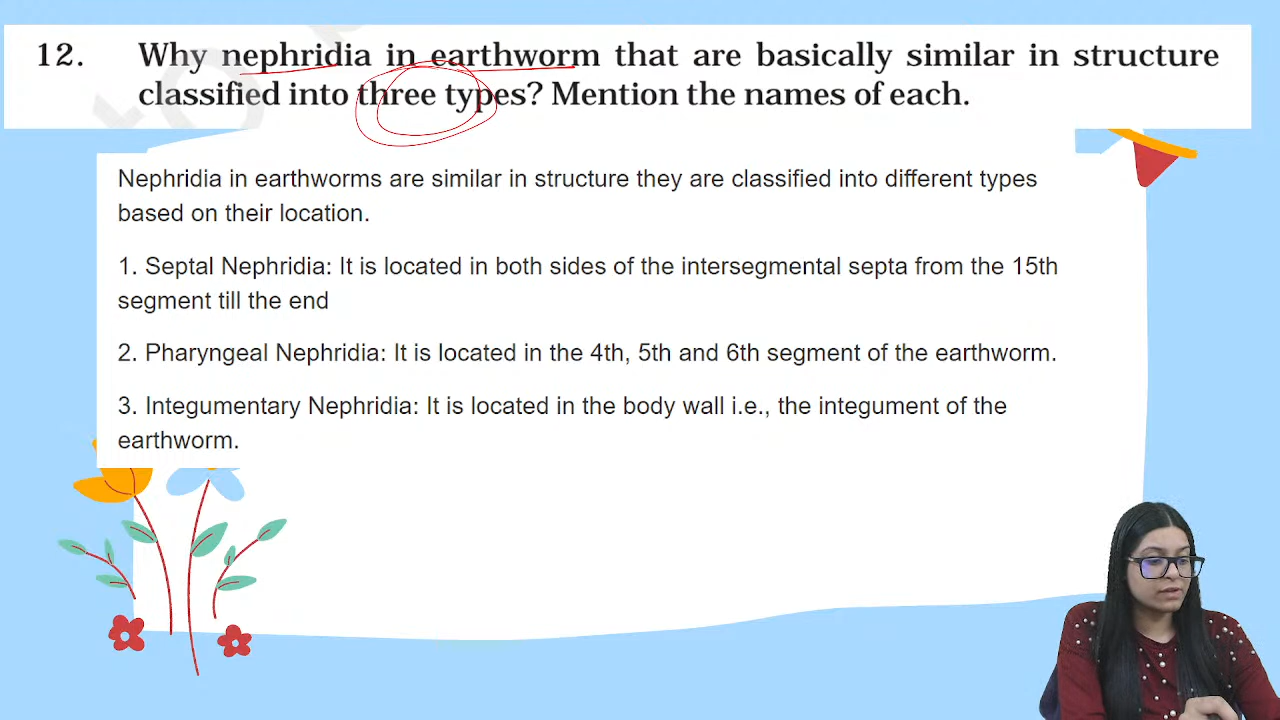 12. Why nephridia in earthworm that are basically similar in structure
classified into three types? Mention the names of each.
Nephridia in earthworms are similar in structure they are classified into different types
based on their location.
1. Septal Nephridia: It is located in both sides of the intersegmental septa from the 15th
segment till the end
2. Pharyngeal Nephridia: It is located in the 4th, 5th and 6th segment of the earthworm.
3. Integumentary Nephridia: It is located in the body wall i.e., the integument of the
earthworm.